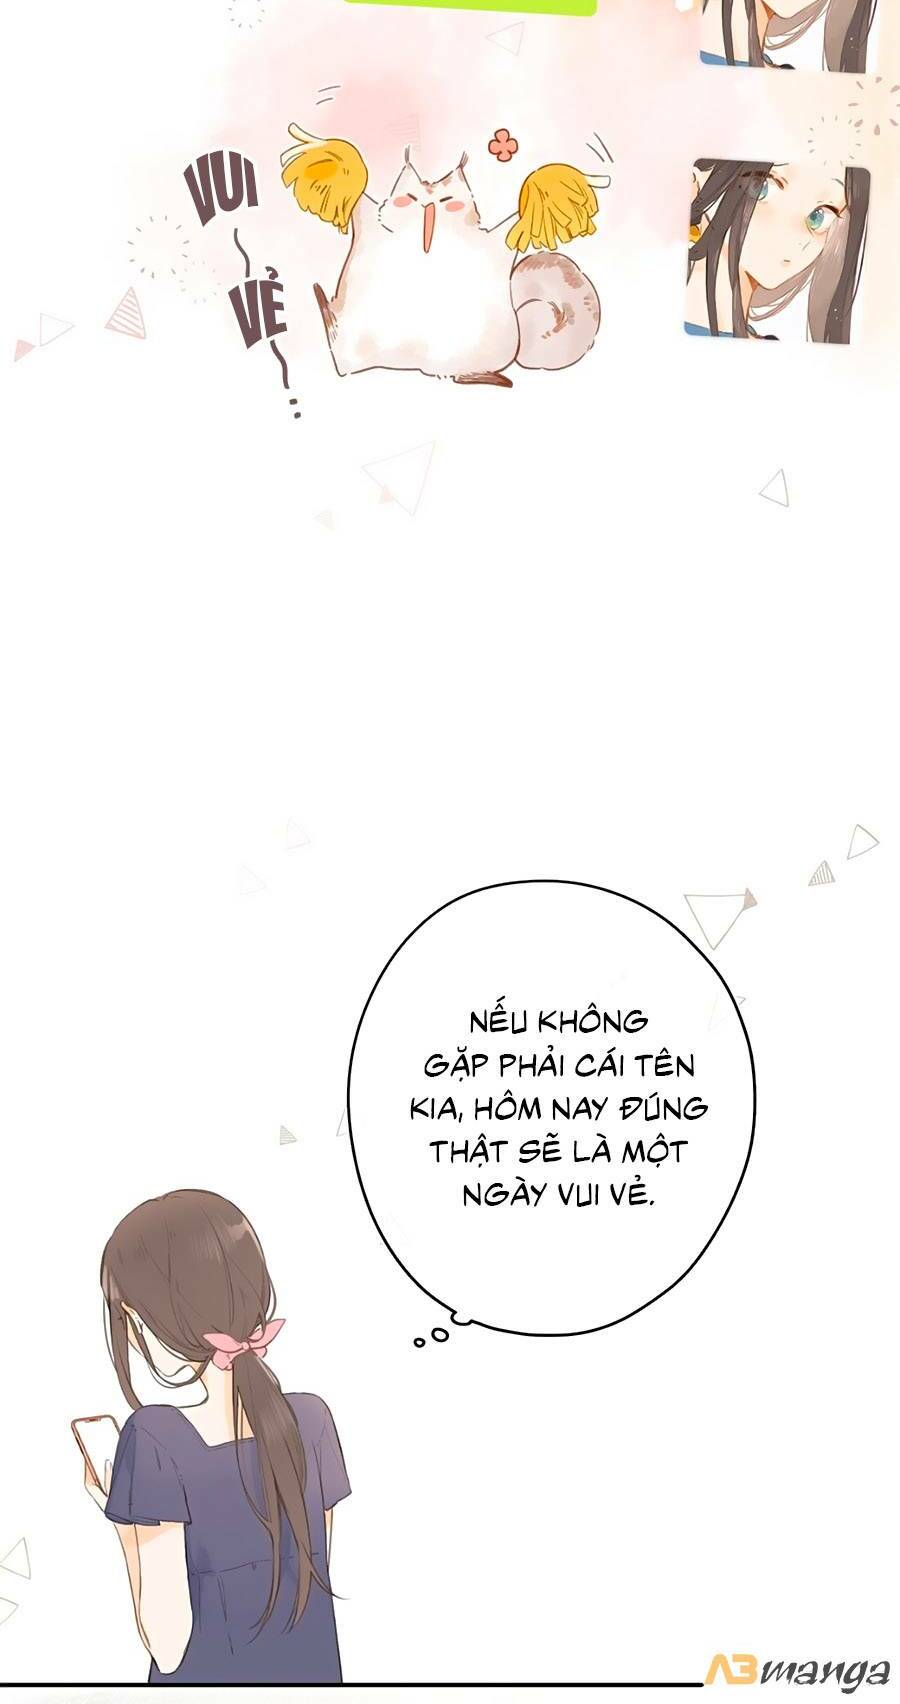 VUI
VẺ
NẾU KHÔNG
GẶP PHẢI CÁI TÊN
KIA, HÔM NAY ĐÚNG
THẬT SẼ LÀ MỘT
NGÀY VUI VẺ.
A3manga